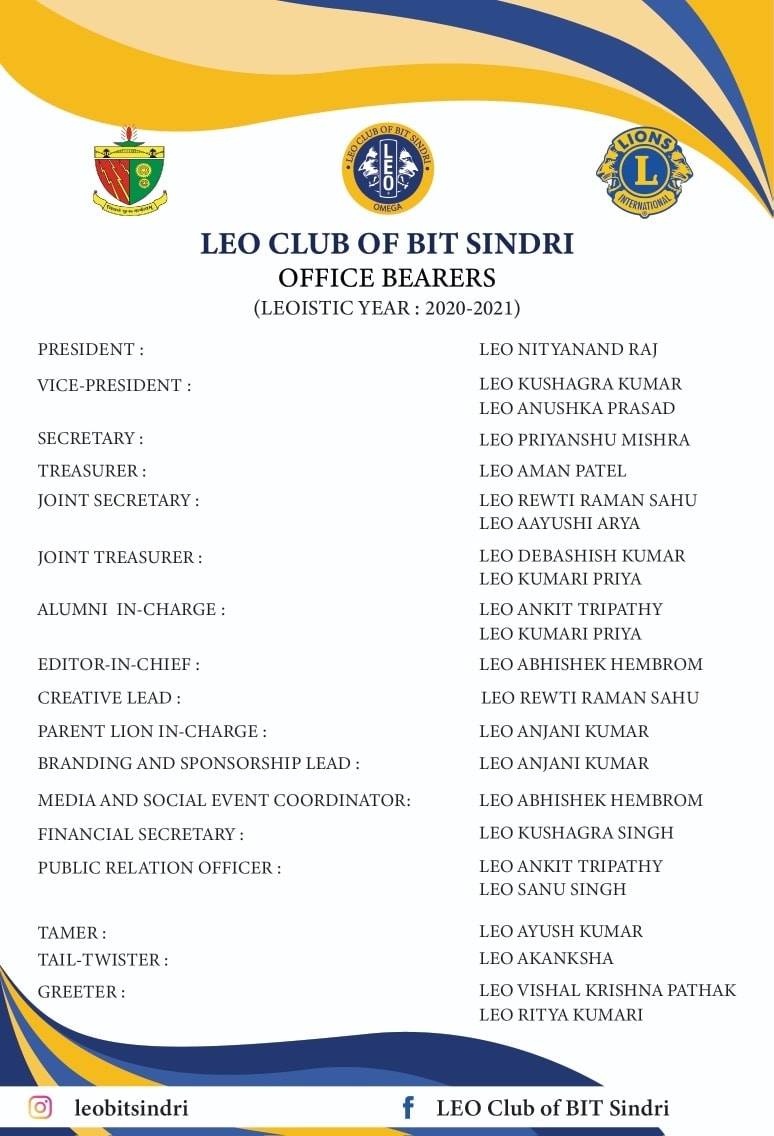 LEO CLUB OF BIT SINDRI
LEO
OMEGA
LIONS
L
INTERNATIONAL
LEO CLUB OF BIT SINDRI
OFFICE BEARERS
(LEOISTIC YEAR : 2020-2021)
PRESIDENT : LEO NITYANAND RAJ
VICE-PRESIDENT : LEO KUSHAGRA KUMAR
LEO ANUSHKA PRASAD
SECRETARY : LEO PRIYANSHU MISHRA
TREASURER : LEO AMAN PATEL
JOINT SECRETARY : LEO REWTI RAMAN SAHU
LEO AAYUSHI ARYA
JOINT TREASURER : LEO DEBASHISH KUMAR
LEO KUMARI PRIYA
ALUMNI IN-CHARGE : LEO ANKIT TRIPATHY
LEO KUMARI PRIYA
EDITOR-IN-CHIEF : LEO ABHISHEK HEMBROM
CREATIVE LEAD : LEO REWTI RAMAN SAHU
PARENT LION IN-CHARGE : LEO ANJANI KUMAR
BRANDING AND SPONSORSHIP LEAD : LEO ANJANI KUMAR
MEDIA AND SOCIAL EVENT COORDINATOR: LEO ABHISHEK HEMBROM
FINANCIAL SECRETARY : LEO KUSHAGRA SINGH
PUBLIC RELATION OFFICER : LEO ANKIT TRIPATHY
LEO SANU SINGH
TAMER : LEO AYUSH KUMAR
TAIL-TWISTER : LEO AKANKSHA
GREETER : LEO VISHAL KRISHNA PATHAK
LEO RITYA KUMARI
leobitsindri
LEO Club of BIT Sindri